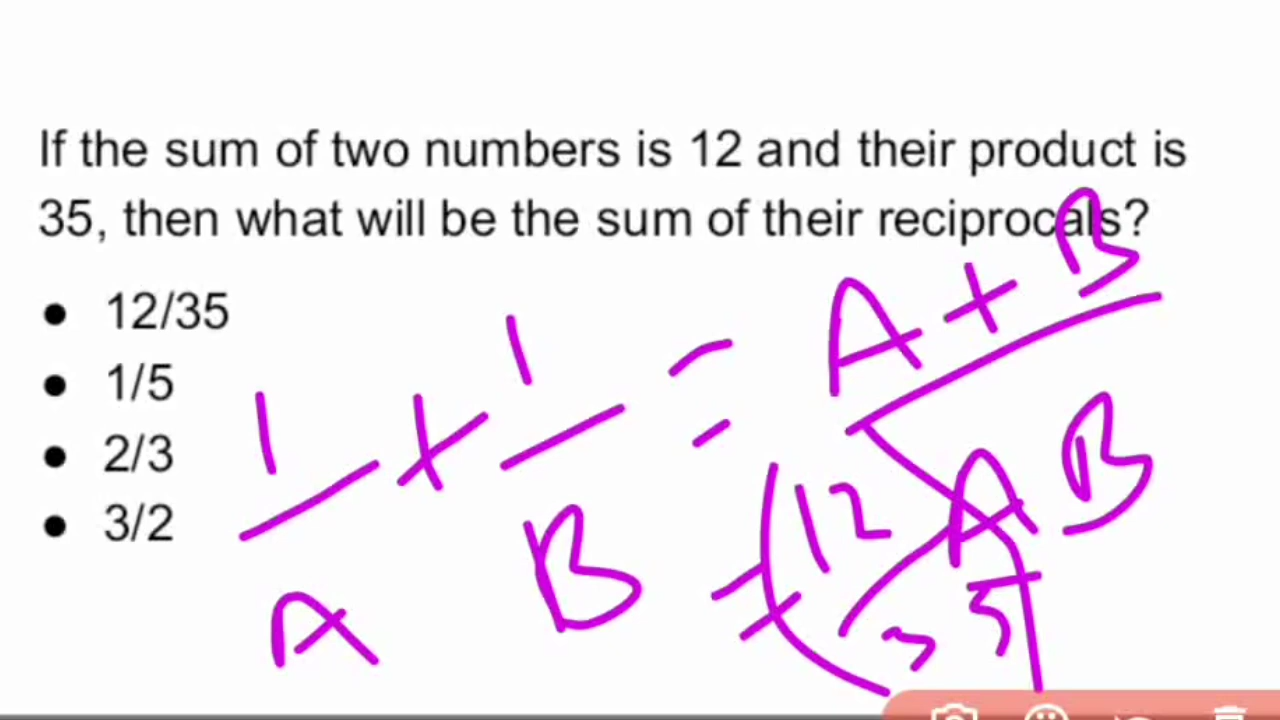 If the sum of two numbers is 12 and their product is
35, then what will be the sum of their reciprocals?
● 12/35
● 1/5
● 2/3
● 3/2
1/A + 1/B = A+B/AB
= 12/35